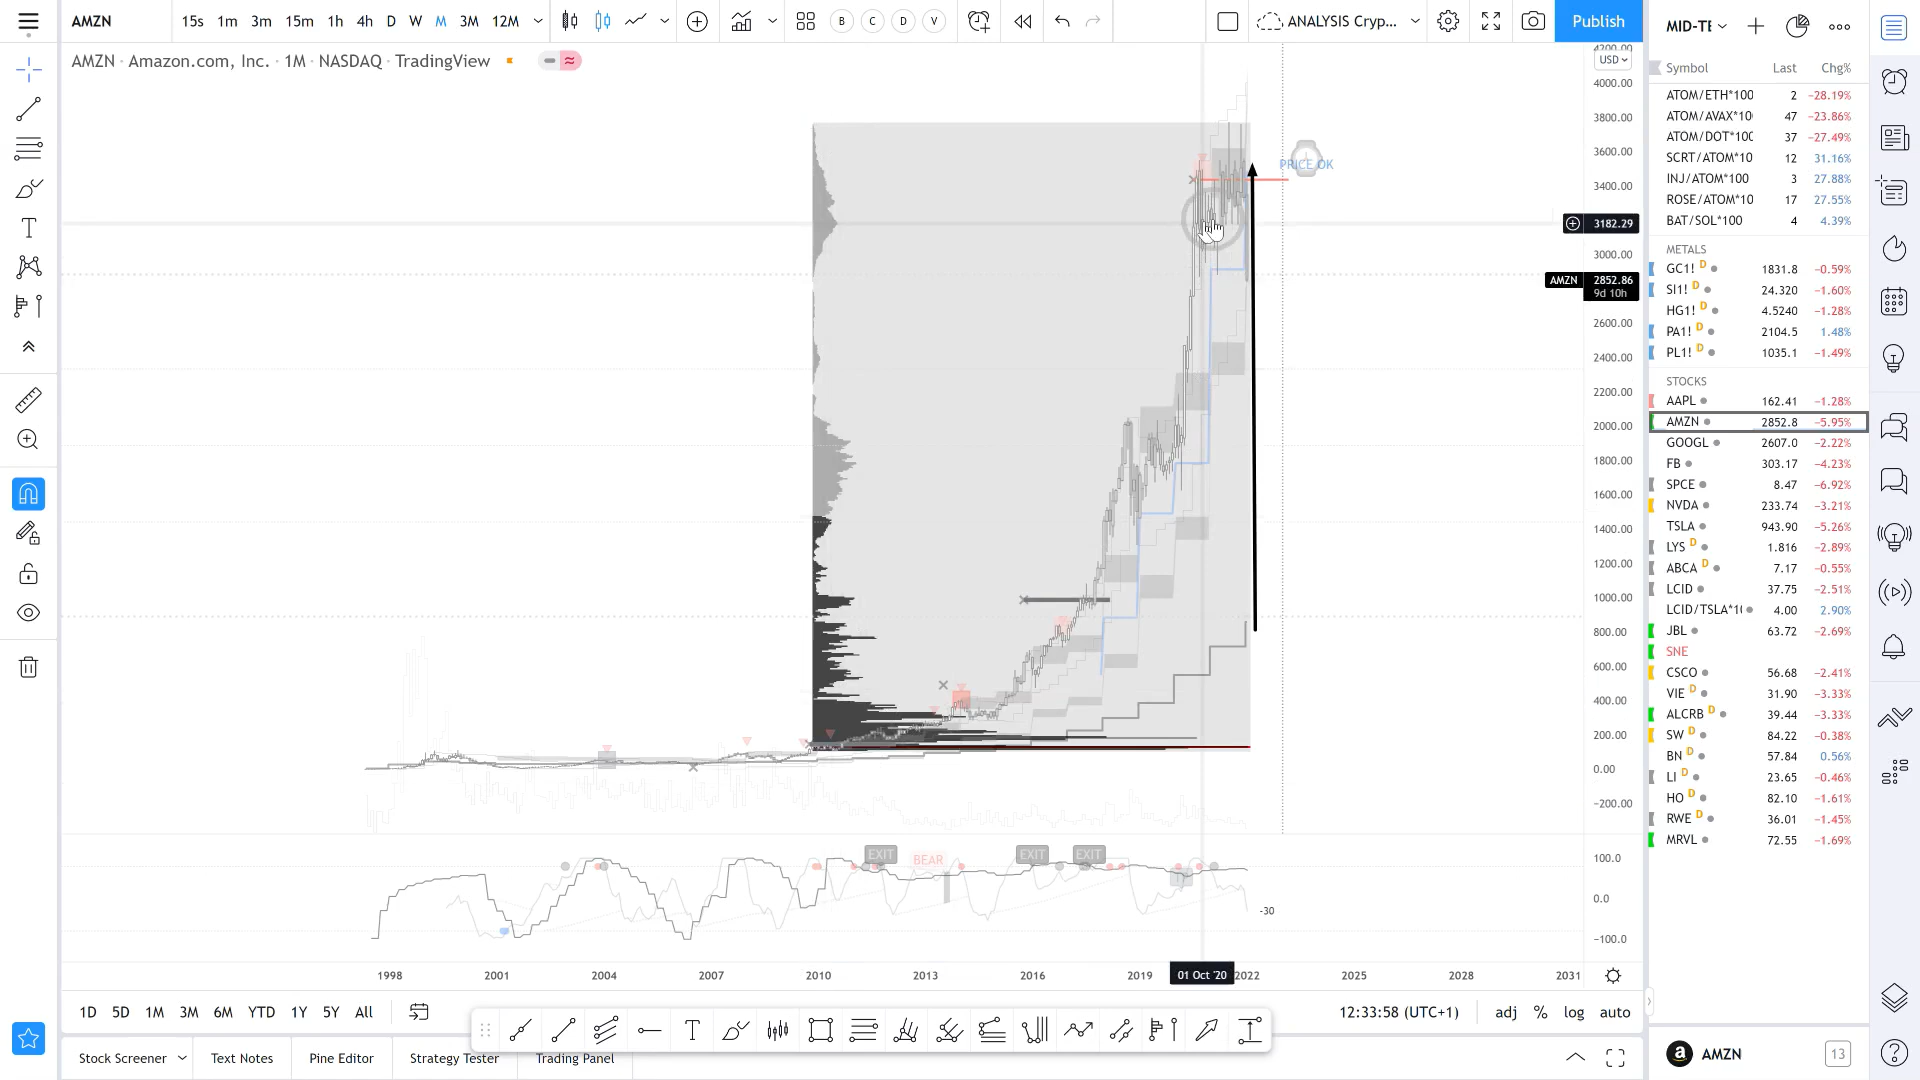 AMZN 15s 1m 3m 15m 1h 4h D W M 3M 12M B C D V ANALYSIS Cryp... Publish
AMZN · Amazon.com, Inc. · 1M · NASDAQ · TradingView
4200.00
USD
4000.00
3800.00
3600.00
PRICE OK
3400.00
3182.29
3000.00
AMZN 2852.86
9d 10h
2600.00
2400.00
2200.00
2000.00
1800.00
1600.00
1400.00
1200.00
1000.00
800.00
600.00
400.00
200.00
0.00
−200.00
EXIT BEAR EXIT EXIT
100.0
0.0
-30
−100.0
1998 2001 2004 2007 2010 2013 2016 2019 01 Oct '20 2022 2025 2028 2031
1D 5D 1M 3M 6M YTD 1Y 5Y All 12:33:58 (UTC+1) adj % log auto
Stock Screener Text Notes Pine Editor Strategy Tester Trading Panel
MID-TE
Symbol Last Chg%
ATOM/ETH*100 2 −28.19%
ATOM/AVAX*10 47 −23.86%
ATOM/DOT*100 37 −27.49%
SCRT/ATOM*10 12 31.16%
INJ/ATOM*100 3 27.88%
ROSE/ATOM*10 17 27.55%
BAT/SOL*100 4 4.39%
METALS
GC1! D 1831.8 −0.59%
SI1! D 24.320 −1.60%
HG1! D 4.5240 −1.28%
PA1! D 2104.5 1.48%
PL1! D 1035.1 −1.49%
STOCKS
AAPL 162.41 −1.28%
AMZN 2852.8 −5.95%
GOOGL 2607.0 −2.22%
FB 303.17 −4.23%
SPCE 8.47 −6.92%
NVDA 233.74 −3.21%
TSLA 943.90 −5.26%
LYS D 1.816 −2.89%
ABCA D 7.17 −0.55%
LCID 37.75 −2.51%
LCID/TSLA*1( 4.00 2.90%
JBL 63.72 −2.69%
SNE
CSCO 56.68 −2.41%
VIE D 31.90 −3.33%
ALCRB D 39.44 −3.33%
SW D 84.22 −0.38%
BN D 57.84 0.56%
LI D 23.65 −0.46%
HO D 82.10 −1.61%
RWE D 36.01 −1.45%
MRVL 72.55 −1.69%
AMZN 13